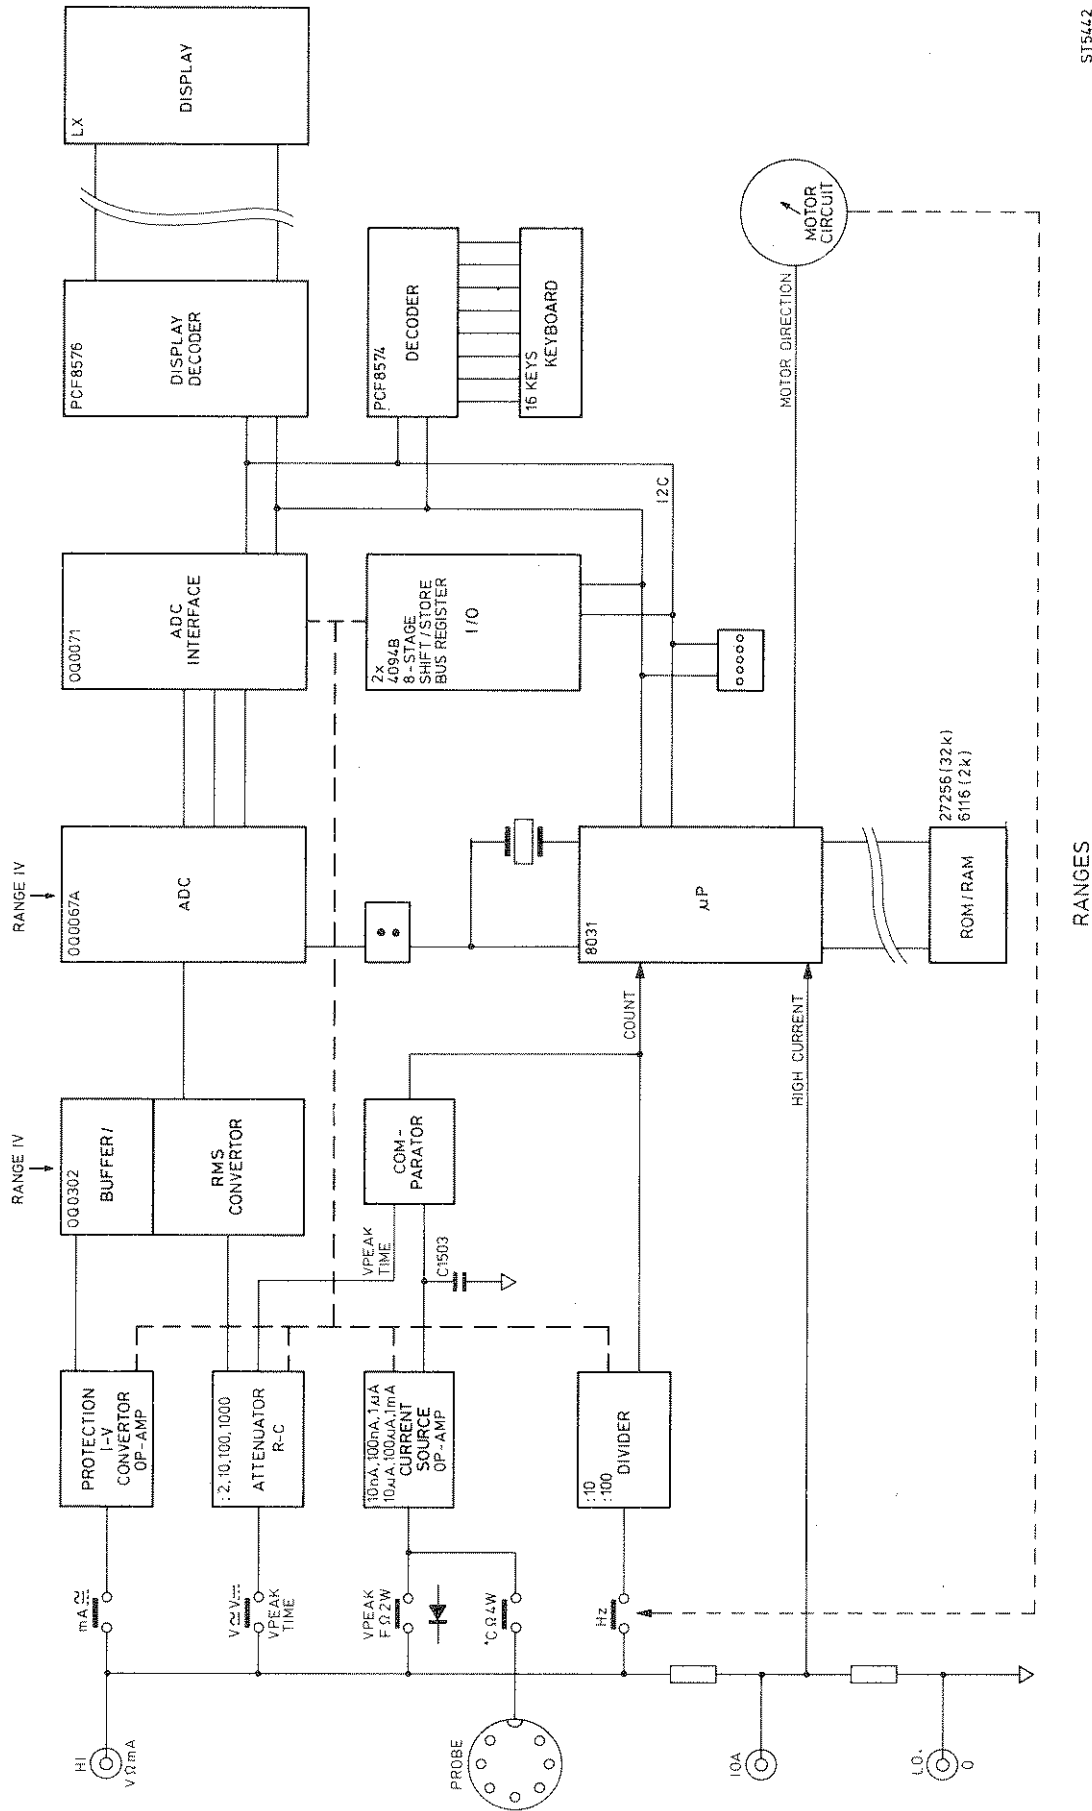 HI
VΩmA
PROBE
10A
LO.
0
mA≂
V≂V⎓
VPEAK
TIME
VPEAK
FΩ2W
°CΩ4W
Hz
PROTECTION
I-V
CONVERTOR
OP-AMP
:2,10,100,1000
ATTENUATOR
R-C
10nA,100nA,1µA
10µA,100µA,1mA
CURRENT
SOURCE
OP-AMP
:10
:100
DIVIDER
RANGE IV
OQ0302
BUFFER/
RMS
CONVERTOR
VPEAK
TIME
C1503
COM-
PARATOR
COUNT
HIGH CURRENT
RANGE IV
OQ0067A
ADC
8031
µP
ROM/RAM
27256(32k)
6116(2k)
OQ0071
ADC
INTERFACE
2x
4094B
8-STAGE
SHIFT/STORE
BUS REGISTER
I/O
I2C
PCF8576
DISPLAY
DECODER
PCF8574
DECODER
16 KEYS
KEYBOARD
MOTOR DIRECTION
MOTOR
CIRCUIT
LX
DISPLAY
RANGES
ST5442